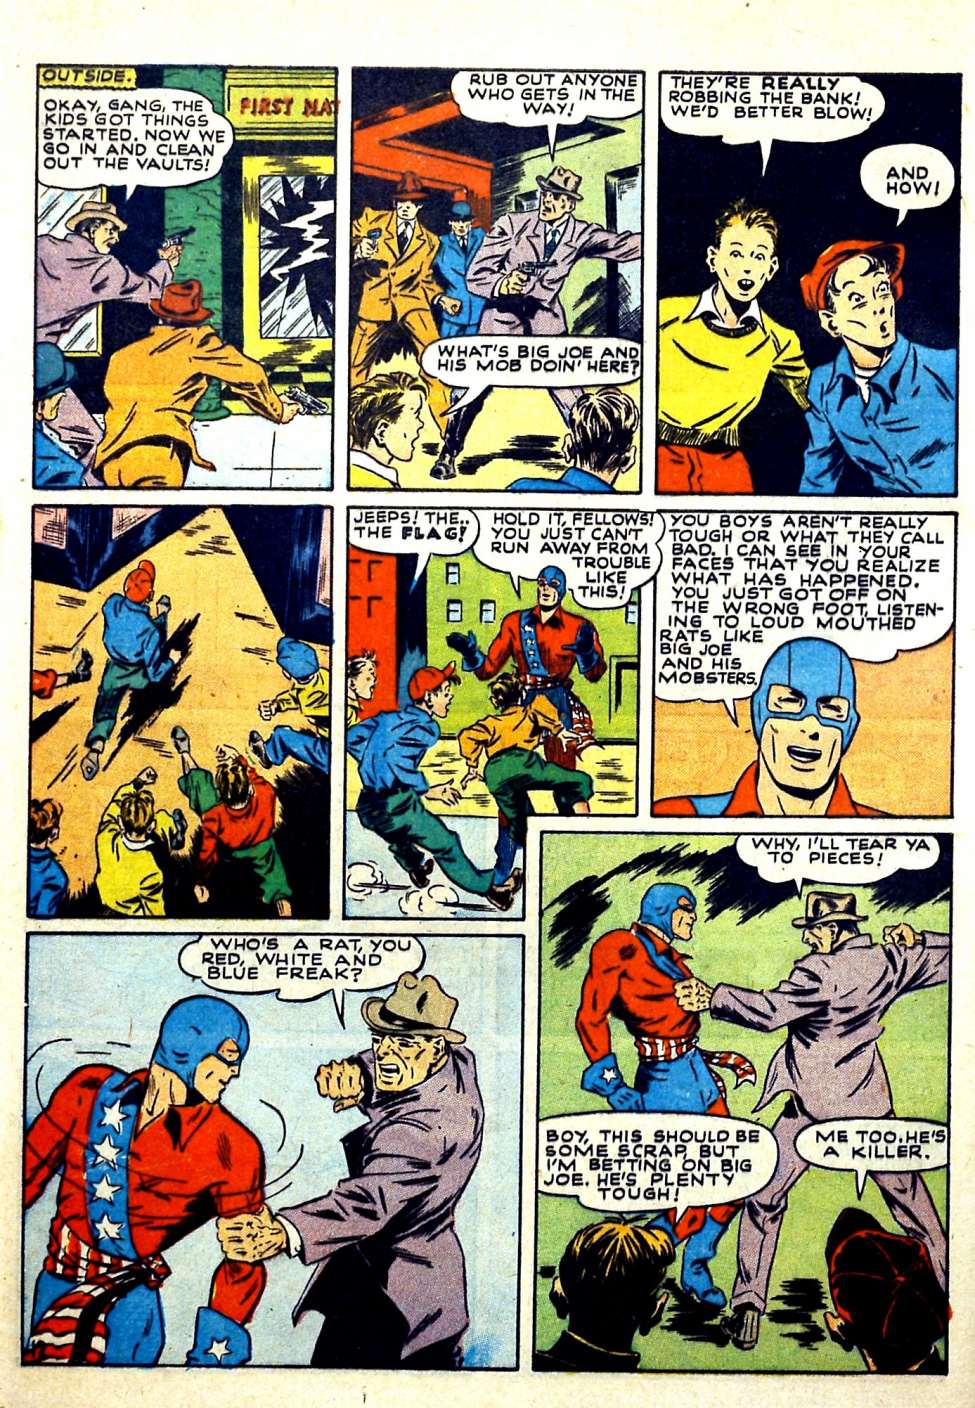 OUTSIDE.
OKAY, GANG, THE
KIDS GOT THINGS
STARTED. NOW WE
GO IN AND CLEAN
OUT THE VAULTS!
FIRST NAT
RUB OUT ANYONE
WHO GETS IN THE
WAY!
WHAT'S BIG JOE AND
HIS MOB DOIN' HERE?
THEY'RE REALLY
ROBBING THE BANK!
WE'D BETTER BLOW!
AND
HOW!
JEEPS! THE..
THE FLAG!
HOLD IT, FELLOWS!
YOU JUST CAN'T
RUN AWAY FROM
TROUBLE
LIKE
THIS!
YOU BOYS AREN'T REALLY
TOUGH OR WHAT THEY CALL
BAD. I CAN SEE IN YOUR
FACES THAT YOU REALIZE
WHAT HAS HAPPENED.
YOU JUST GOT OFF ON
THE WRONG FOOT, LISTEN-
ING TO LOUD MOUTHED
RATS LIKE
BIG JOE
AND HIS
MOBSTERS.
WHO'S A RAT, YOU
RED, WHITE AND
BLUE FREAK?
WHY, I'LL TEAR YA
TO PIECES!
BOY, THIS SHOULD BE
SOME SCRAP, BUT
I'M BETTING ON BIG
JOE. HE'S PLENTY
TOUGH!
ME TOO. HE'S
A KILLER.